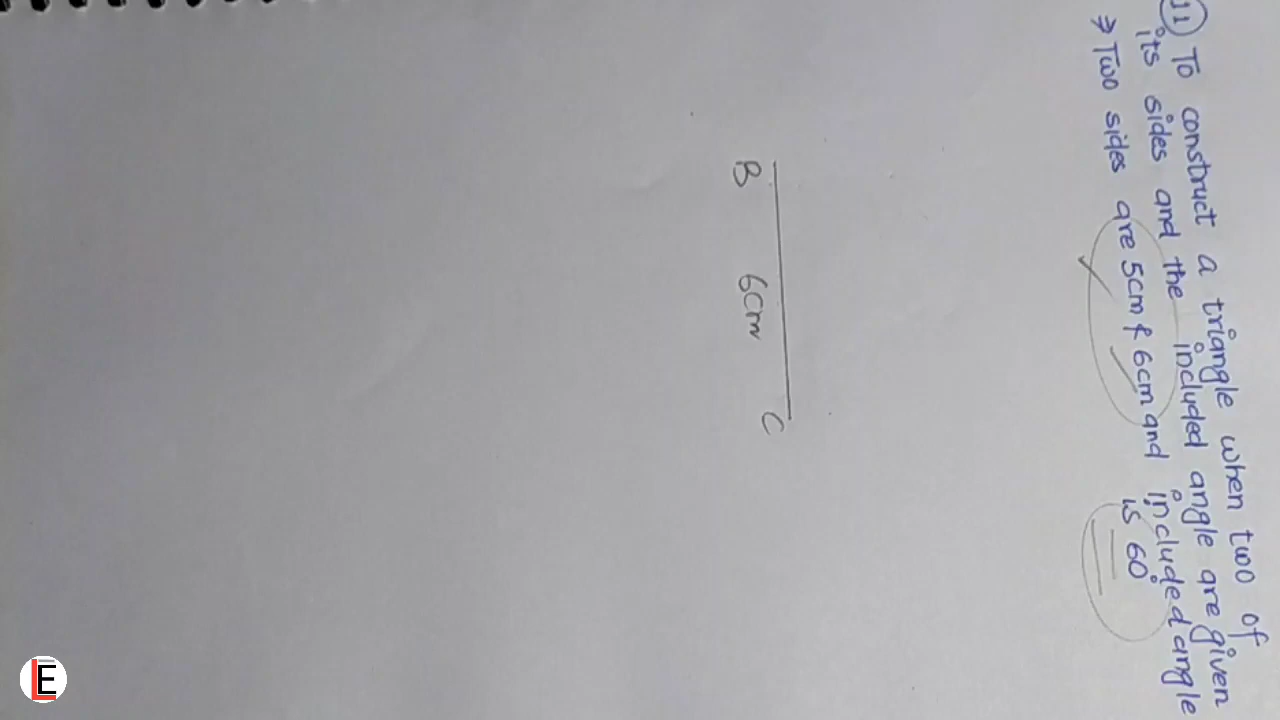 11 To construct a triangle when two of
its sides and the included angle are given
⇒ Two sides are 5cm & 6cm and included angle
is 60°
B 6cm C
LE